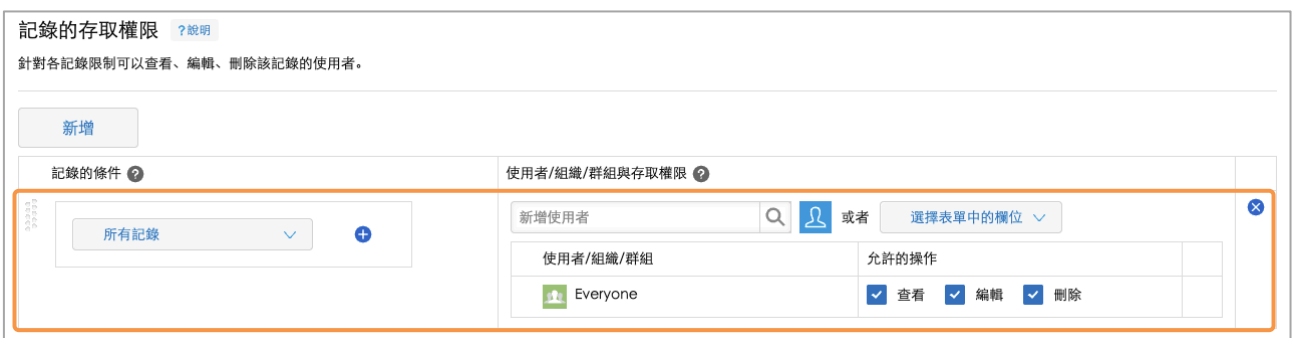 記錄的存取權限 ?說明
針對各記錄限制可以查看、編輯、刪除該記錄的使用者。
新增
記錄的條件 ?
使用者/組織/群組與存取權限 ?
所有記錄
新增使用者 或者 選擇表單中的欄位
使用者/組織/群組 允許的操作
Everyone 查看 編輯 刪除